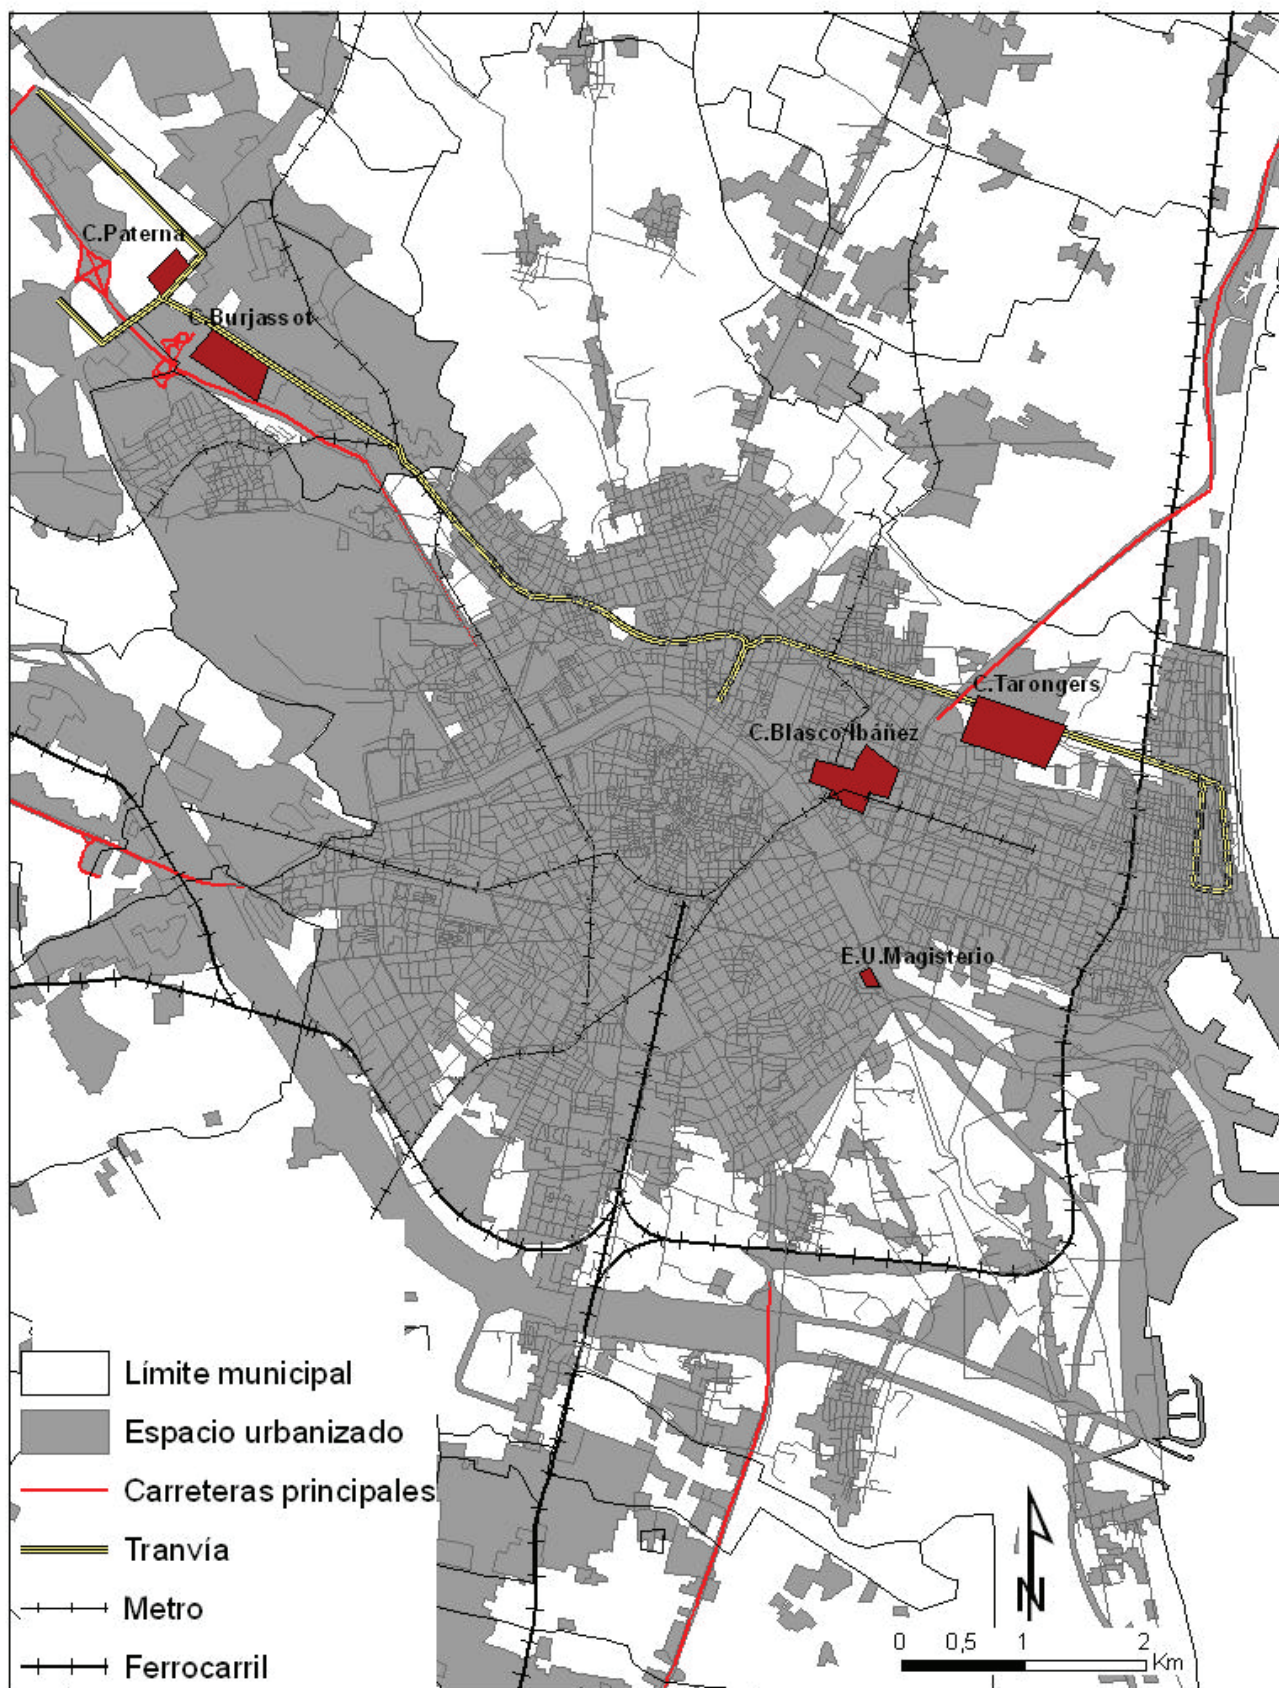 C.Paterna
C.Burjassot
C.Tarongers
C.Blasco Ibáñez
E.U.Magisterio
Límite municipal
Espacio urbanizado
Carreteras principales
Tranvía
Metro
Ferrocarril
N
0 0,5 1 2
Km